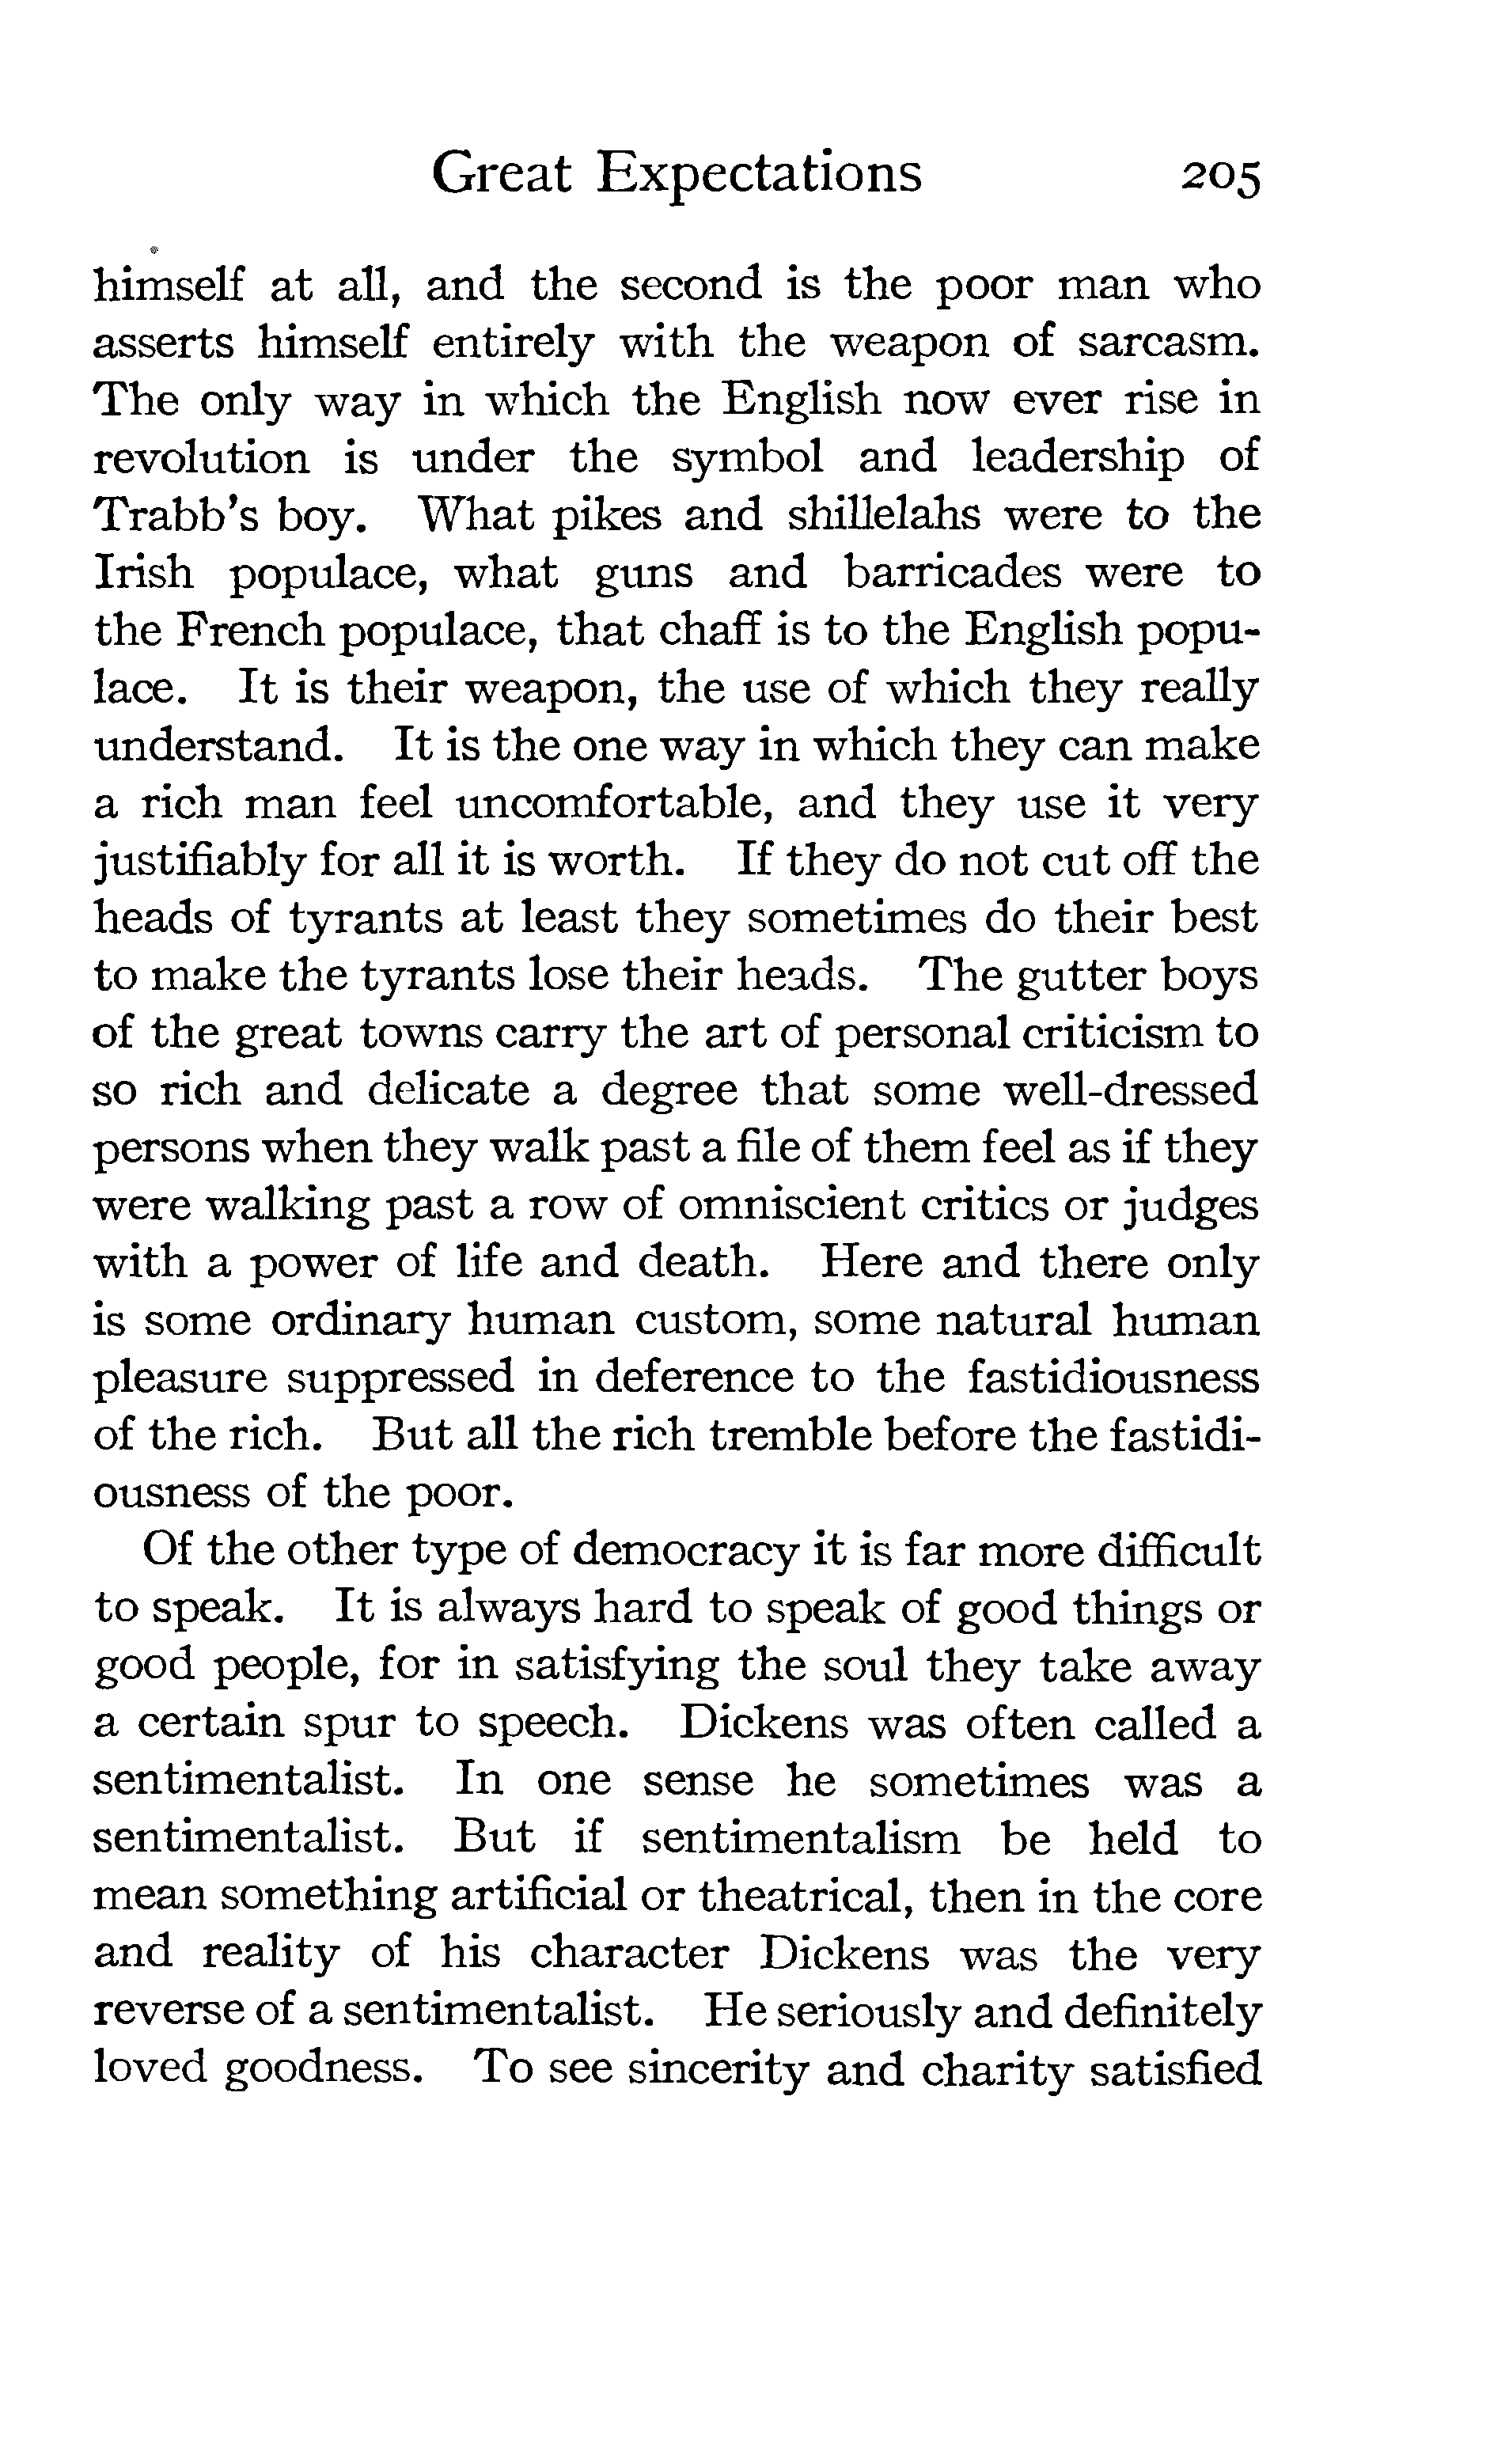 Great Expectations 205
himself at all, and the second is the poor man who
asserts himself entirely with the weapon of sarcasm.
The only way in which the English now ever rise in
revolution is under the symbol and leadership of
Trabb's boy. What pikes and shillelahs were to the
Irish populace, what guns and barricades were to
the French populace, that chaff is to the English popu-
lace. It is their weapon, the use of which they really
understand. It is the one way in which they can make
a rich man feel uncomfortable, and they use it very
justifiably for all it is worth. If they do not cut off the
heads of tyrants at least they sometimes do their best
to make the tyrants lose their heads. The gutter boys
of the great towns carry the art of personal criticism to
so rich and delicate a degree that some well-dressed
persons when they walk past a file of them feel as if they
were walking past a row of omniscient critics or judges
with a power of life and death. Here and there only
is some ordinary human custom, some natural human
pleasure suppressed in deference to the fastidiousness
of the rich. But all the rich tremble before the fastidi-
ousness of the poor.
Of the other type of democracy it is far more difficult
to speak. It is always hard to speak of good things or
good people, for in satisfying the soul they take away
a certain spur to speech. Dickens was often called a
sentimentalist. In one sense he sometimes was a
sentimentalist. But if sentimentalism be held to
mean something artificial or theatrical, then in the core
and reality of his character Dickens was the very
reverse of a sentimentalist. He seriously and definitely
loved goodness. To see sincerity and charity satisfied